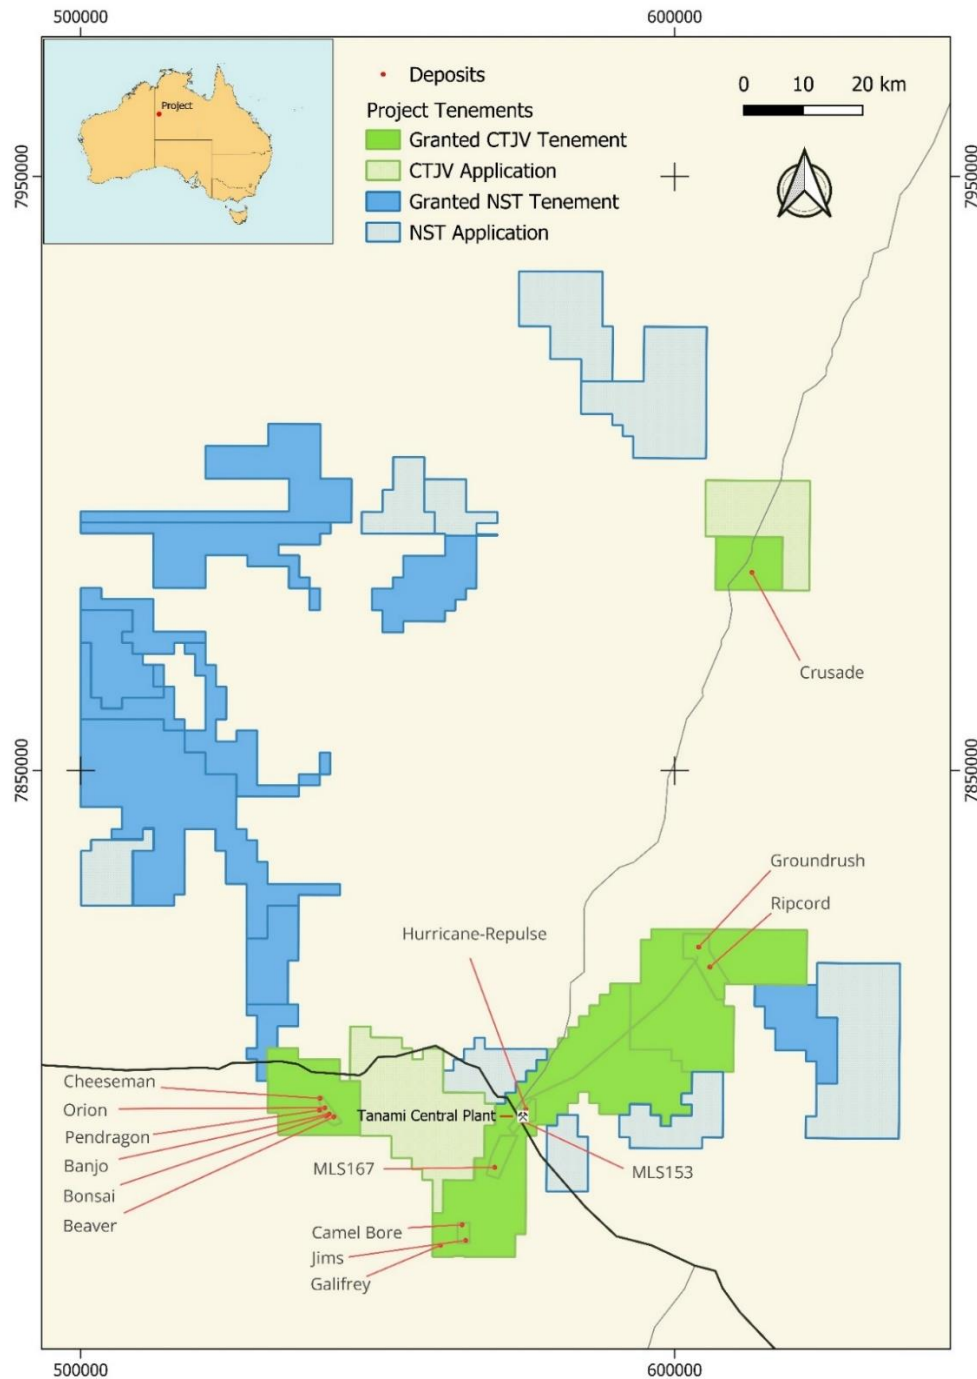 500000
600000
Project
Deposits
Project Tenements
Granted CTJV Tenement
CTJV Application
Granted NST Tenement
NST Application
0 10 20 km
7950000
7950000
Crusade
7850000
7850000
Groundrush
Ripcord
Hurricane-Repulse
Cheeseman
Orion
Pendragon
Banjo
Bonsai
Beaver
Tanami Central Plant
MLS167
MLS153
Camel Bore
Jims
Galifrey
500000
600000